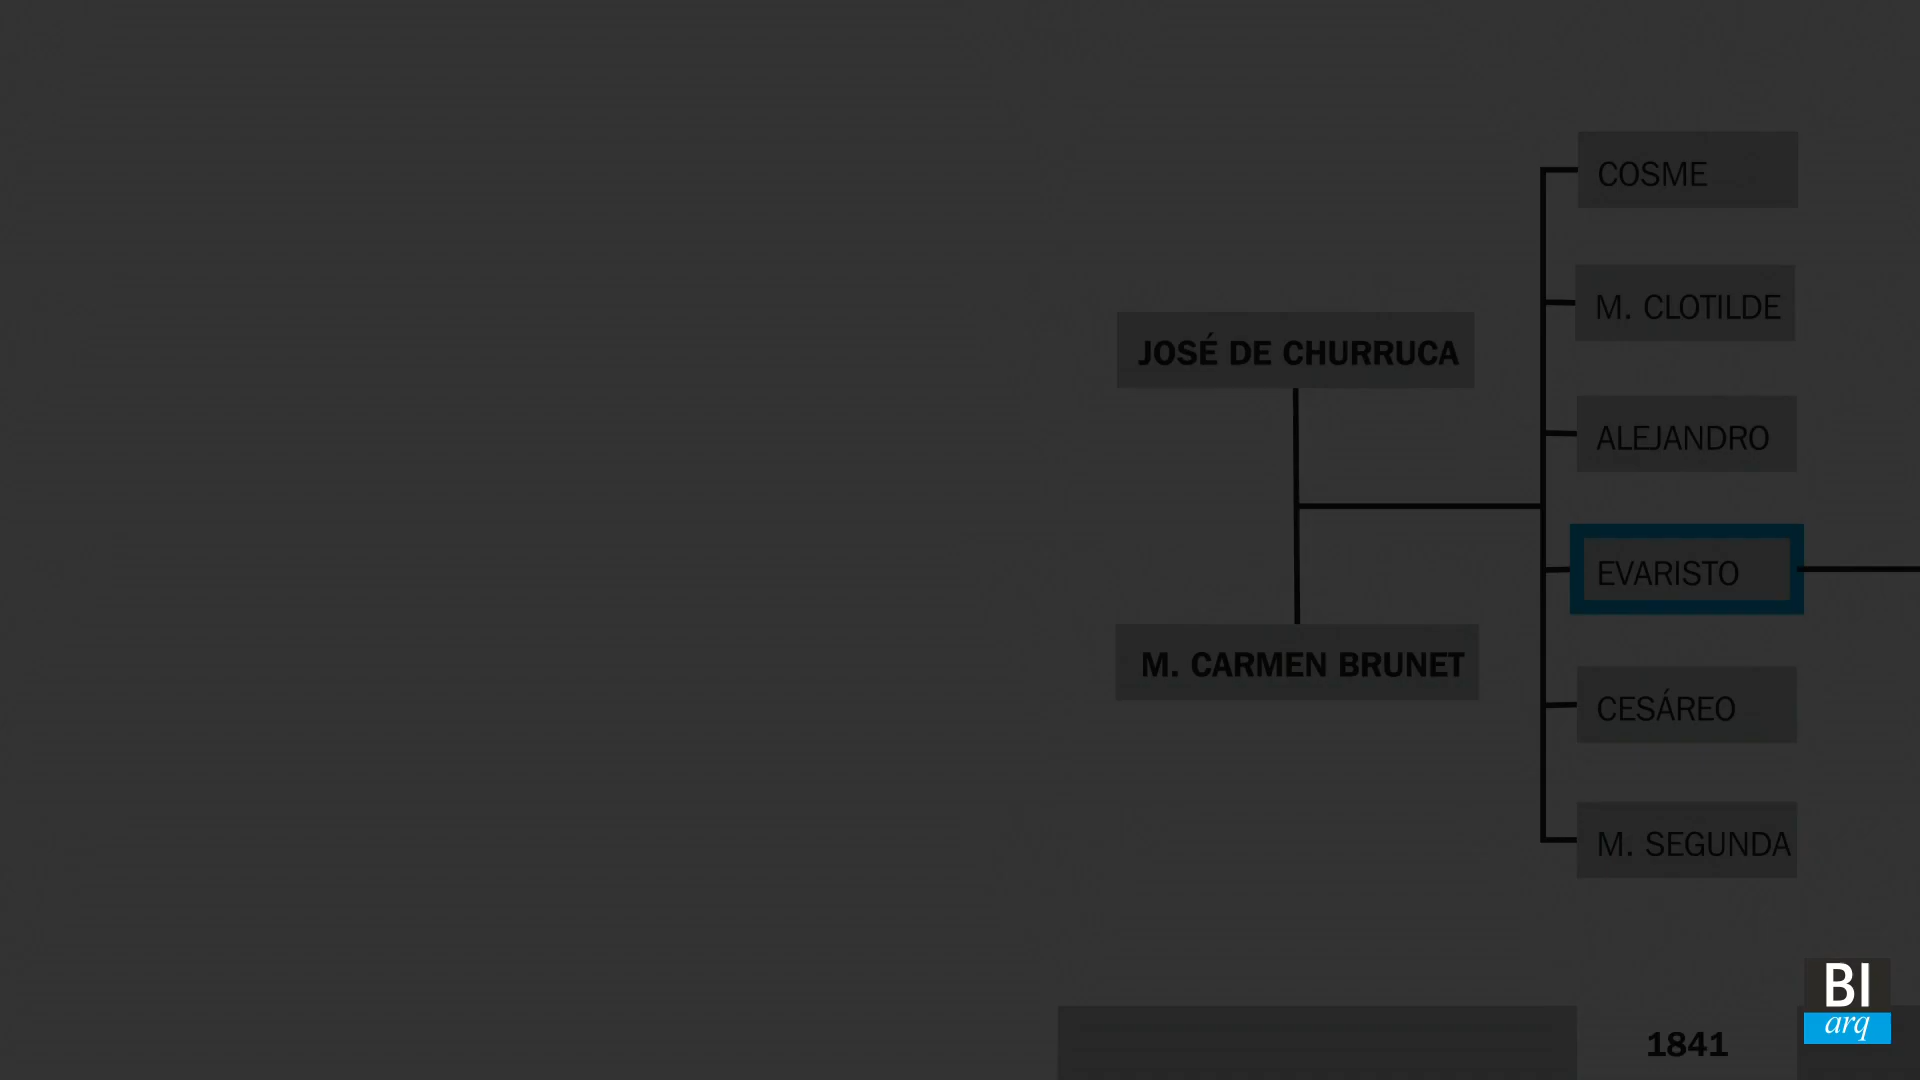 COSME
M. CLOTILDE
JOSÉ DE CHURRUCA
ALEJANDRO
EVARISTO
M. CARMEN BRUNET
CESÁREO
M. SEGUNDA
1841
BI
arq